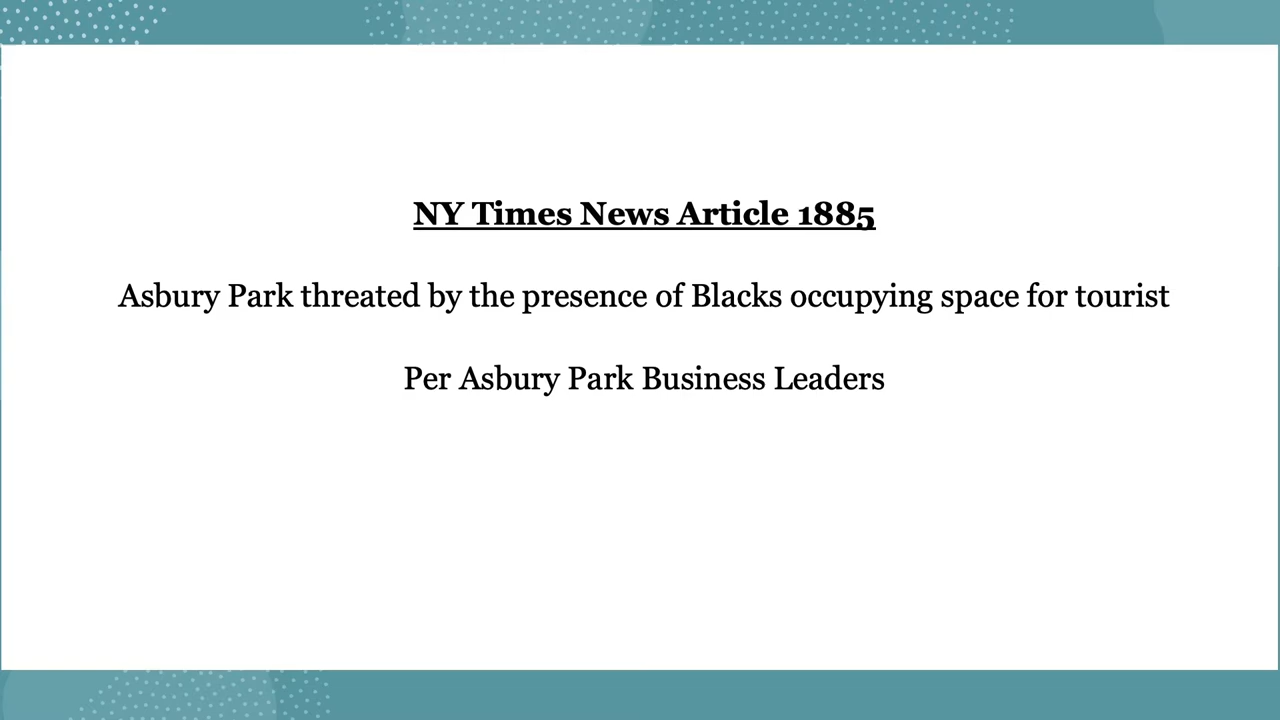 NY Times News Article 1885
Asbury Park threated by the presence of Blacks occupying space for tourist
Per Asbury Park Business Leaders